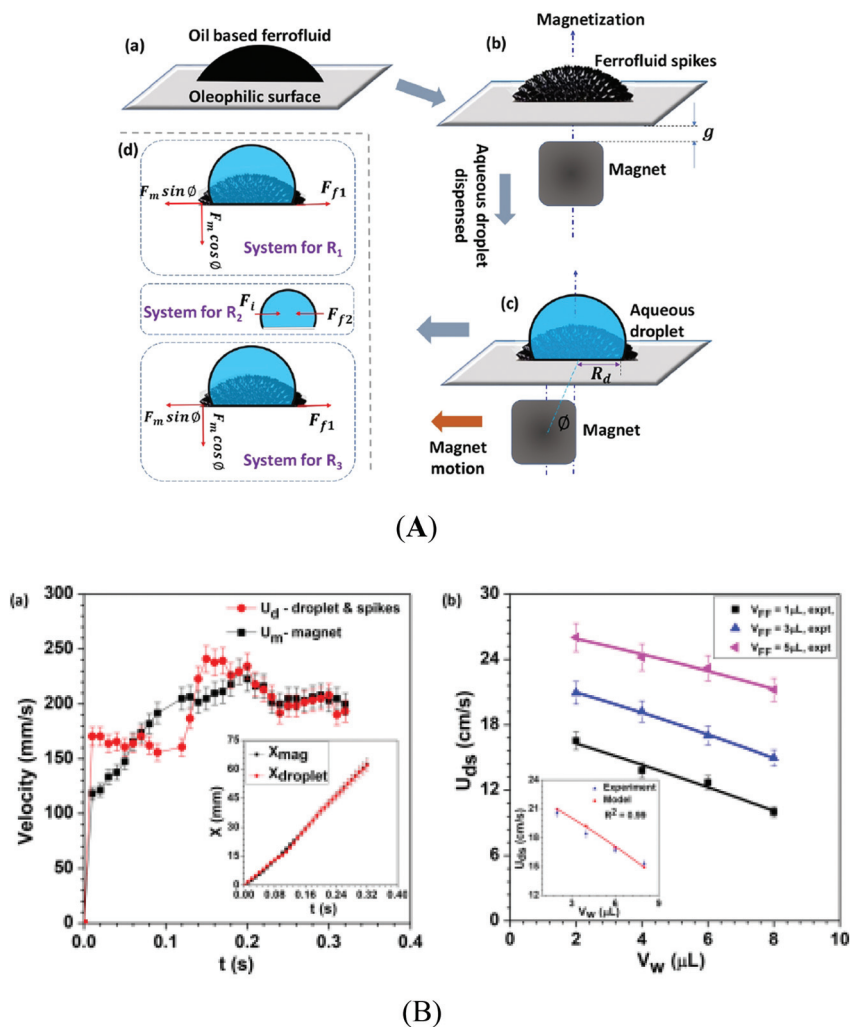 (a)
Oil based ferrofluid
Oleophilic surface
Magnetization
(b)
Ferrofluid spikes
g
Magnet
Aqueous droplet
dispensed
(c)
Aqueous
droplet
R_d
Ø
Magnet
Magnet
motion
(d)
F_m sin Ø
F_f1
F_m cos Ø
System for R_1
System for R_2
F_i
F_f2
F_m sin Ø
F_f1
F_m cos Ø
System for R_3
(A)
(a)
U_d - droplet & spikes
U_m- magnet
Velocity (mm/s)
300
250
200
150
100
50
0
0.0
0.1
0.2
0.3
0.4
t (s)
X_mag
X_droplet
X (mm)
75
60
45
30
15
0
0.00
0.08
0.16
0.24
0.32
0.40
t (s)
(b)
V_FF = 1μL, expt,
V_FF = 3μL, expt
V_FF = 5μL, expt
U_ds (cm/s)
30
24
18
12
6
0
0
2
4
6
8
10
V_w (μL)
Experiment
Model
R² = 0.99
U_ds (cm/s)
24
21
18
15
12
3
6
9
V_w (μL)
(B)